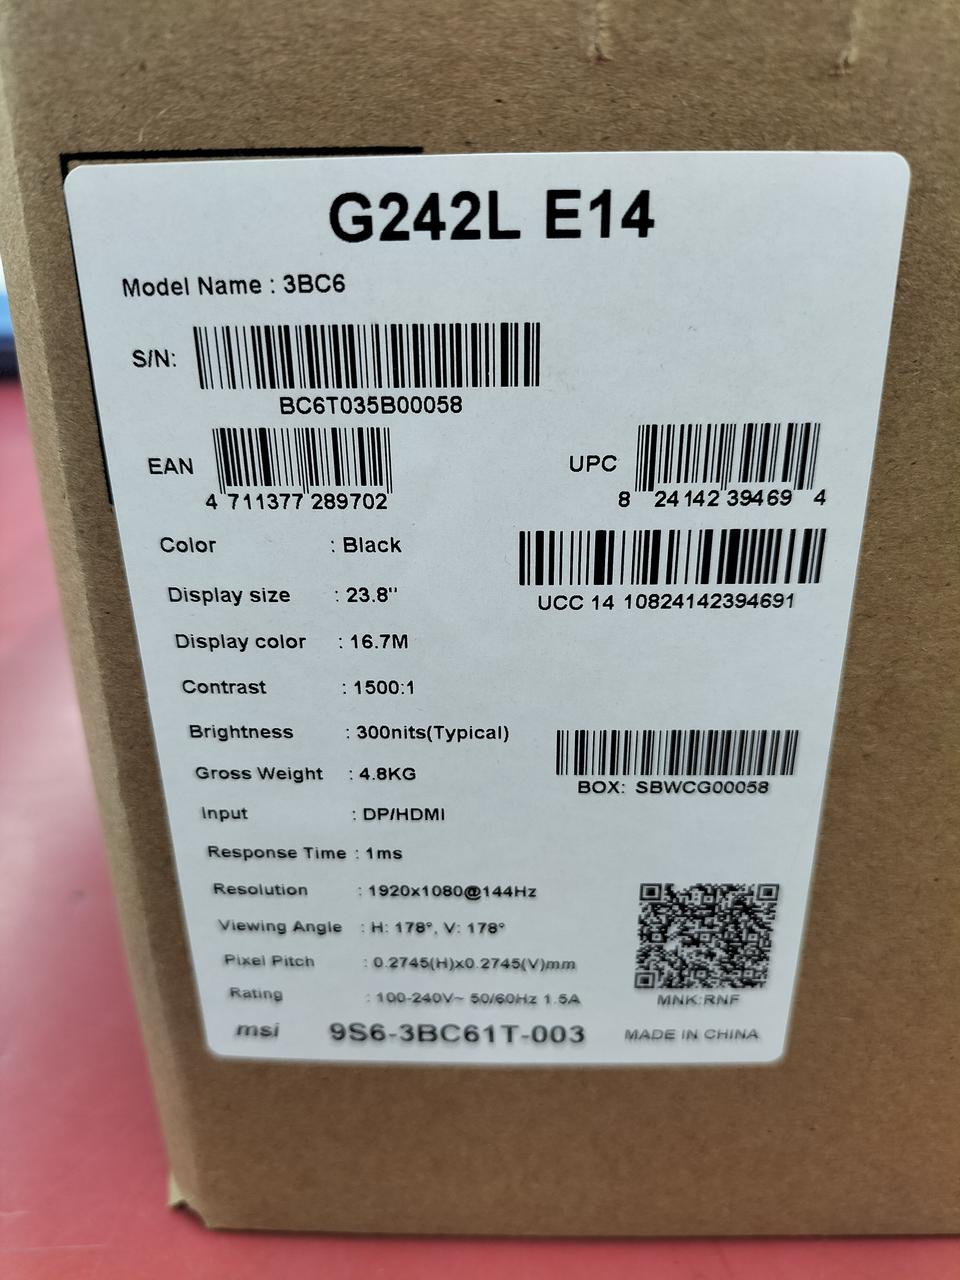 G242L E14
Model Name : 3BC6
S/N:
BC6T035B00058
EAN
4 711377 289702
UPC
8 24142 39469 4
Color : Black
UCC 14 10824142394691
Display size : 23.8"
Display color : 16.7M
Contrast : 1500:1
Brightness : 300nits(Typical)
Gross Weight : 4.8KG
BOX: SBWCG00058
Input : DP/HDMI
Response Time : 1ms
Resolution : 1920x1080@144Hz
Viewing Angle : H: 178°, V: 178°
Pixel Pitch : 0.2745(H)x0.2745(V)mm
Rating : 100-240V~ 50/60Hz 1.5A
MNK:RNF
msi 9S6-3BC61T-003 MADE IN CHINA